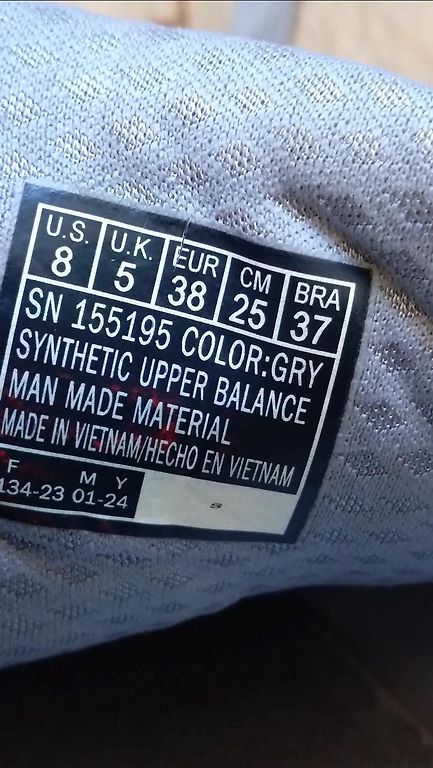 U.S. U.K. EUR CM BRA
8 5 38 25 37
SN 155195 COLOR:GRY
SYNTHETIC UPPER BALANCE
MAN MADE MATERIAL
MADE IN VIETNAM/HECHO EN VIETNAM
F M Y
134-23 01-24
S